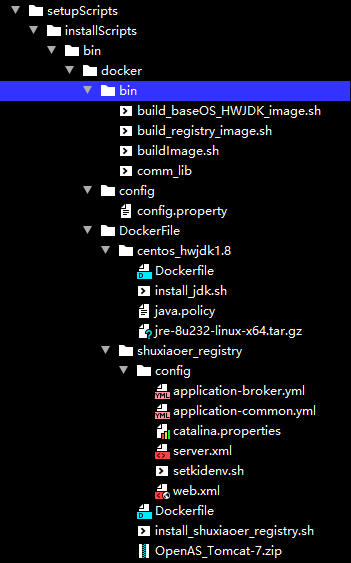 setupScripts
installScripts
bin
docker
bin
build_baseOS_HWJDK_image.sh
build_registry_image.sh
buildImage.sh
comm_lib
config
config.property
DockerFile
centos_hwjdk1.8
Dockerfile
install_jdk.sh
java.policy
jre-8u232-linux-x64.tar.gz
shuxiaoer_registry
config
application-broker.yml
application-common.yml
catalina.properties
server.xml
setkidenv.sh
web.xml
Dockerfile
install_shuxiaoer_registry.sh
OpenAS_Tomcat-7.zip